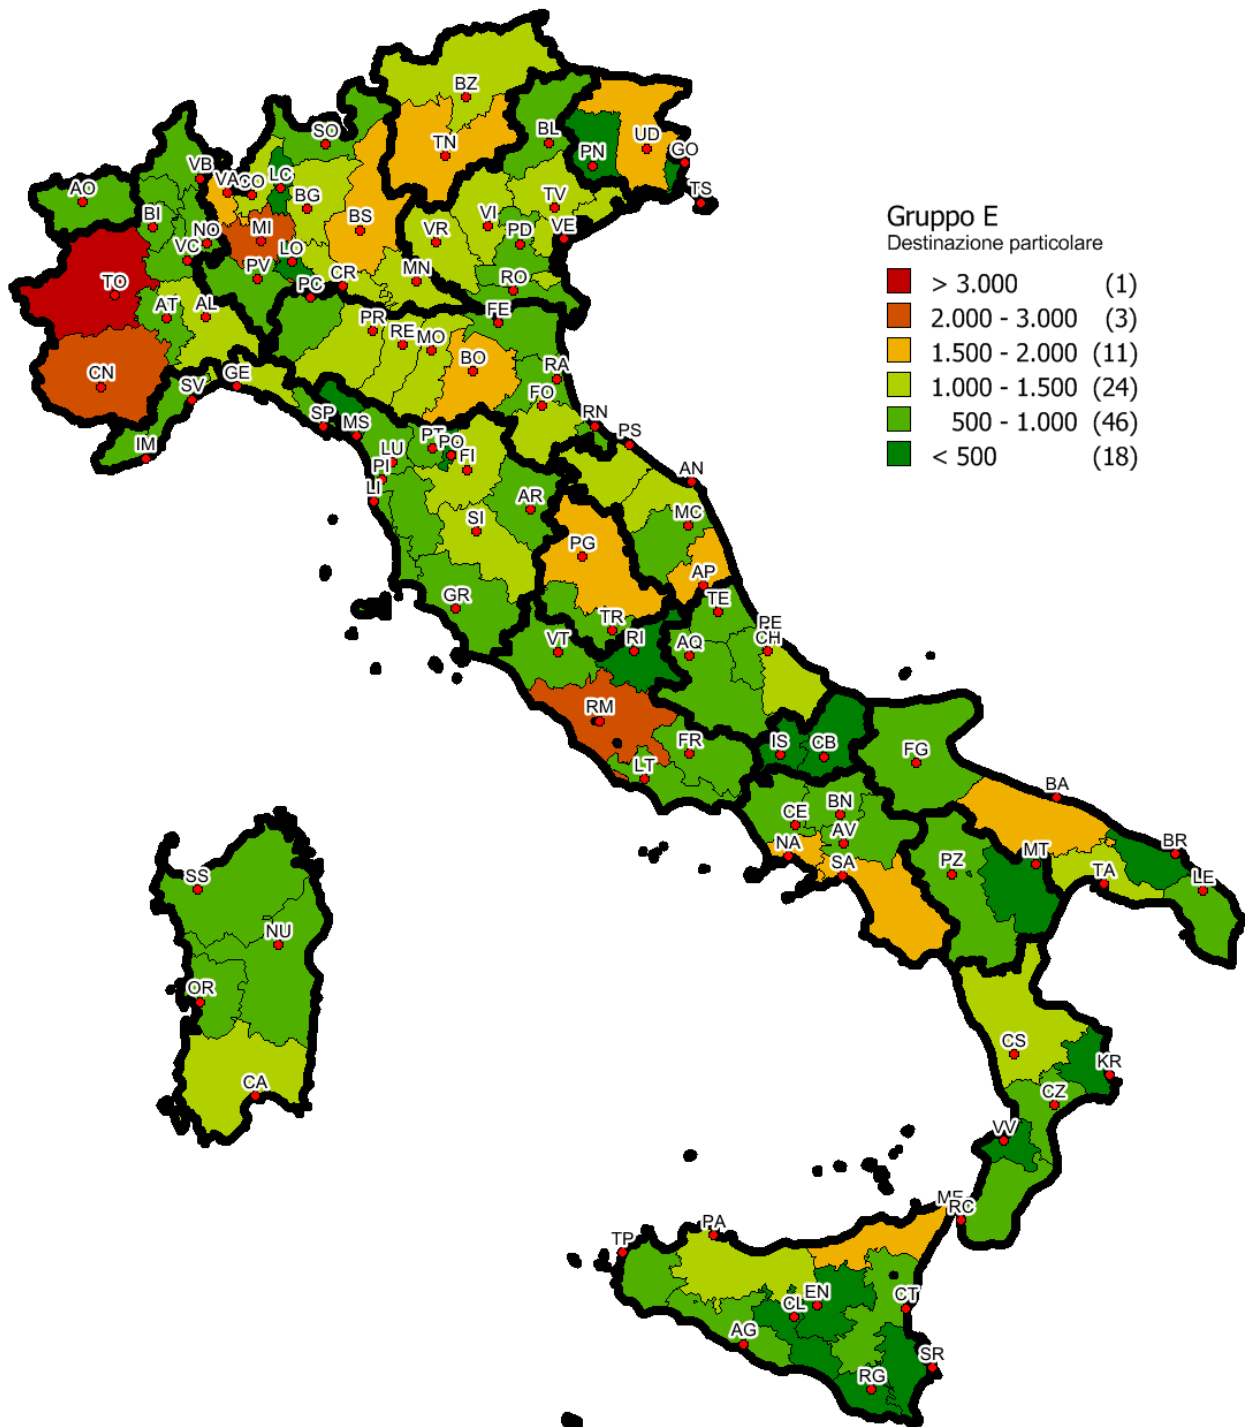 Gruppo E
Destinazione particolare
> 3.000 (1)
2.000 - 3.000 (3)
1.500 - 2.000 (11)
1.000 - 1.500 (24)
500 - 1.000 (46)
< 500 (18)
BZ
SO
BL
TN
UD
PN
GO
VB
VA
CO
LC
AO
BG
TV
TS
BI
NO
MI
BS
VI
VE
VC
LO
VR
PD
TO
PV
PC
CR
MN
RO
AT
AL
FE
PR
RE
MO
CN
GE
BO
RA
SV
FO
SP
MS
RN
IM
PT
PO
PS
LU
FI
PI
AN
LI
AR
SI
MC
PG
AP
GR
TR
TE
VT
RI
AQ
PE
CH
RM
IS
CB
FR
FG
LT
BA
CE
BN
AV
NA
SA
PZ
MT
BR
TA
LE
SS
NU
OR
CS
CA
KR
CZ
VV
ME
RC
TP
PA
EN
CL
CT
AG
SR
RG